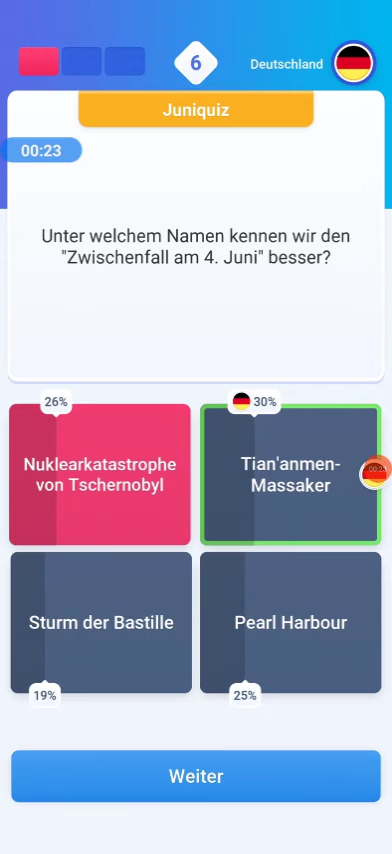 6
Deutschland
Juniquiz
00:23
Unter welchem Namen kennen wir den
"Zwischenfall am 4. Juni" besser?
26%
30%
Nuklearkatastrophe
von Tschernobyl
Tian'anmen-
Massaker
Sturm der Bastille
Pearl Harbour
19%
25%
Weiter